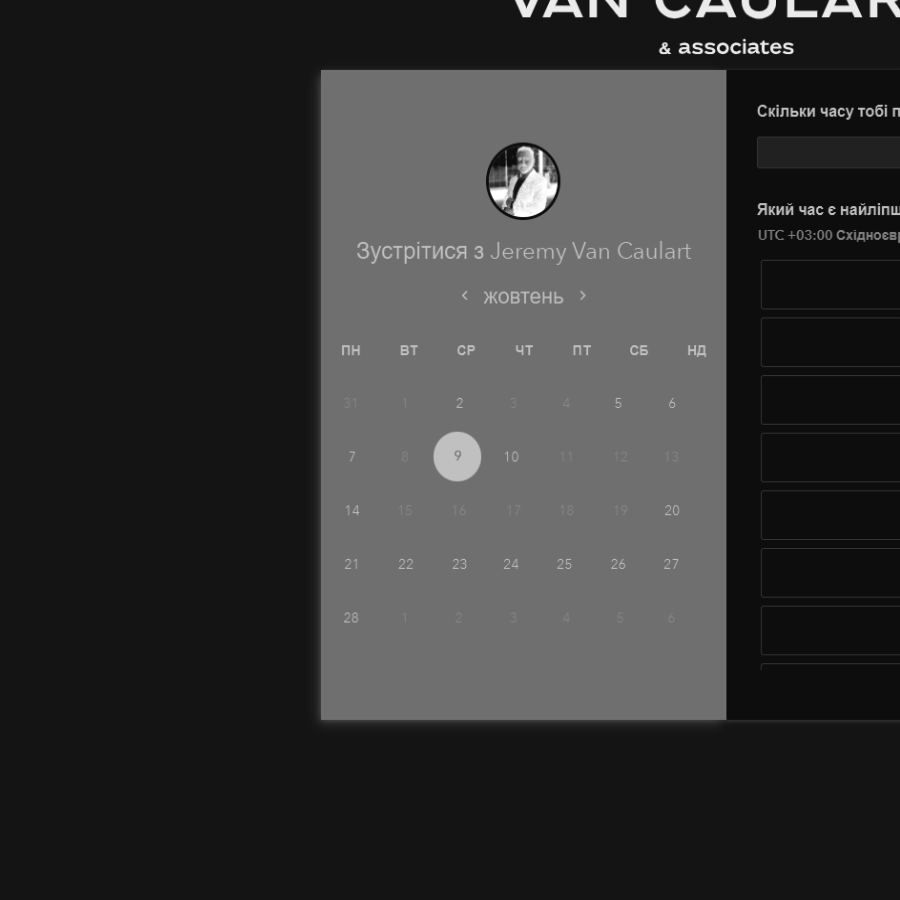 VAN CAULAR
& associates
Скільки часу тобі п
Зустрітися з Jeremy Van Caulart
Який час є найліпш
UTC +03:00 Східноєвр
жовтень
ПН ВТ СР ЧТ ПТ СБ НД
31 1 2 3 4 5 6
7 8 9 10 11 12 13
14 15 16 17 18 19 20
21 22 23 24 25 26 27
28 1 2 3 4 5 6